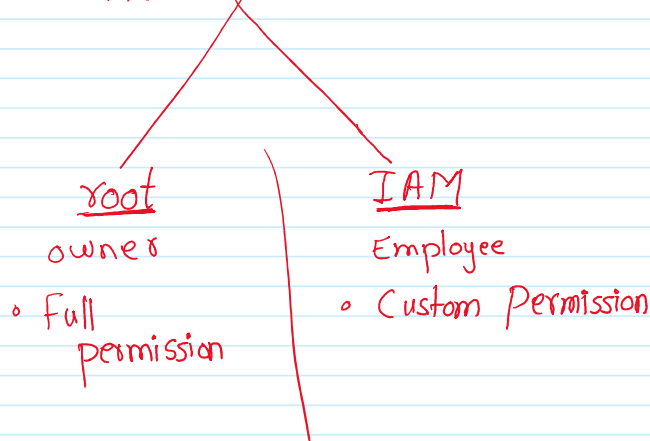 root
owner
• Full
permission
IAM
Employee
• Custom Permission